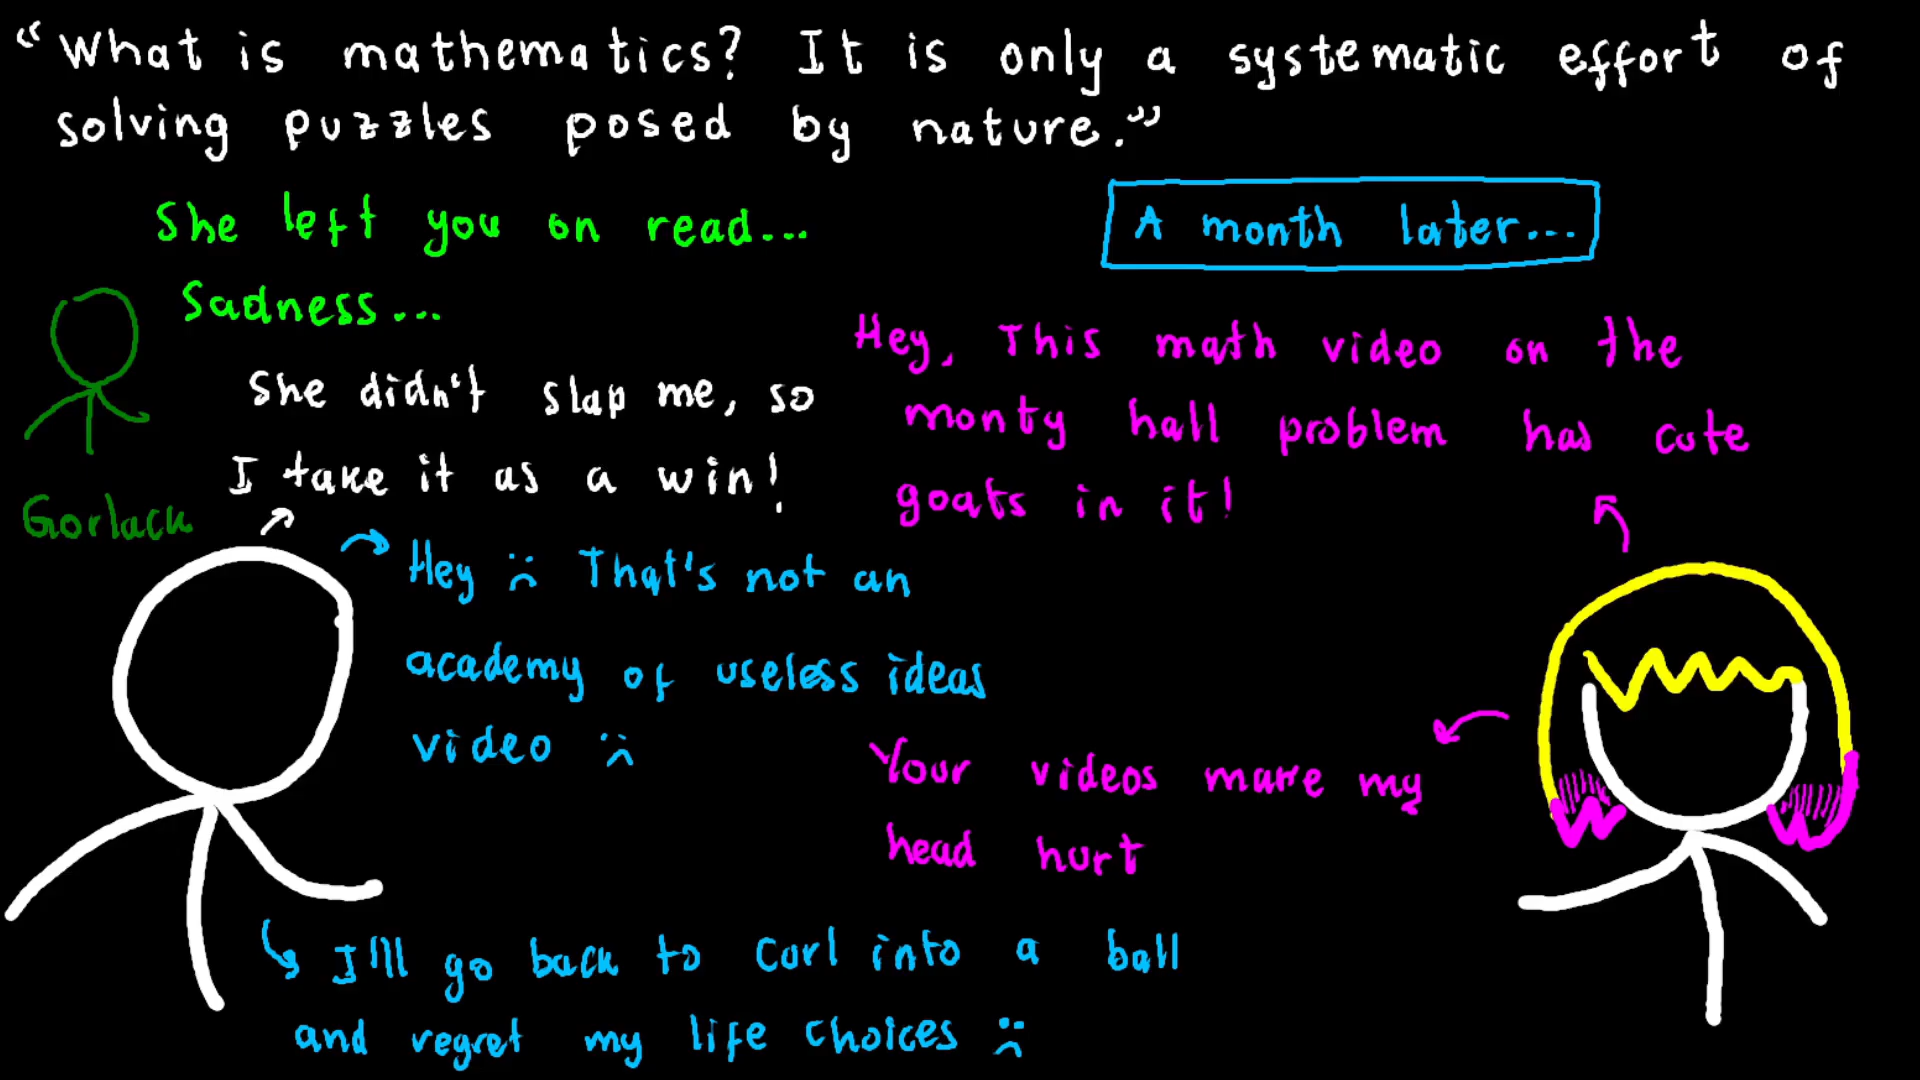 “What is mathematics? It is only a systematic effort of
solving puzzles posed by nature.”
She left you on read...
Sadness...
Gorlack
She didn't slap me, so
I take it as a win!
A month later...
Hey, This math video on the
monty hall problem has cute
goats in it!
Hey :( That's not an
academy of useless ideas
video :(
Your videos make my
head hurt
I'll go back to curl into a ball
and regret my life choices :(